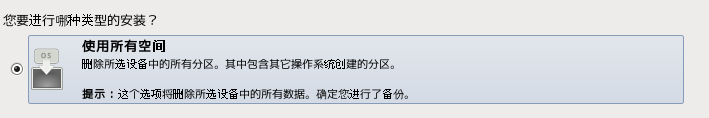 您要进行哪种类型的安装？
使用所有空间
OS
删除所选设备中的所有分区。其中包含其它操作系统创建的分区。
提示：这个选项将删除所选设备中的所有数据。确定您进行了备份。